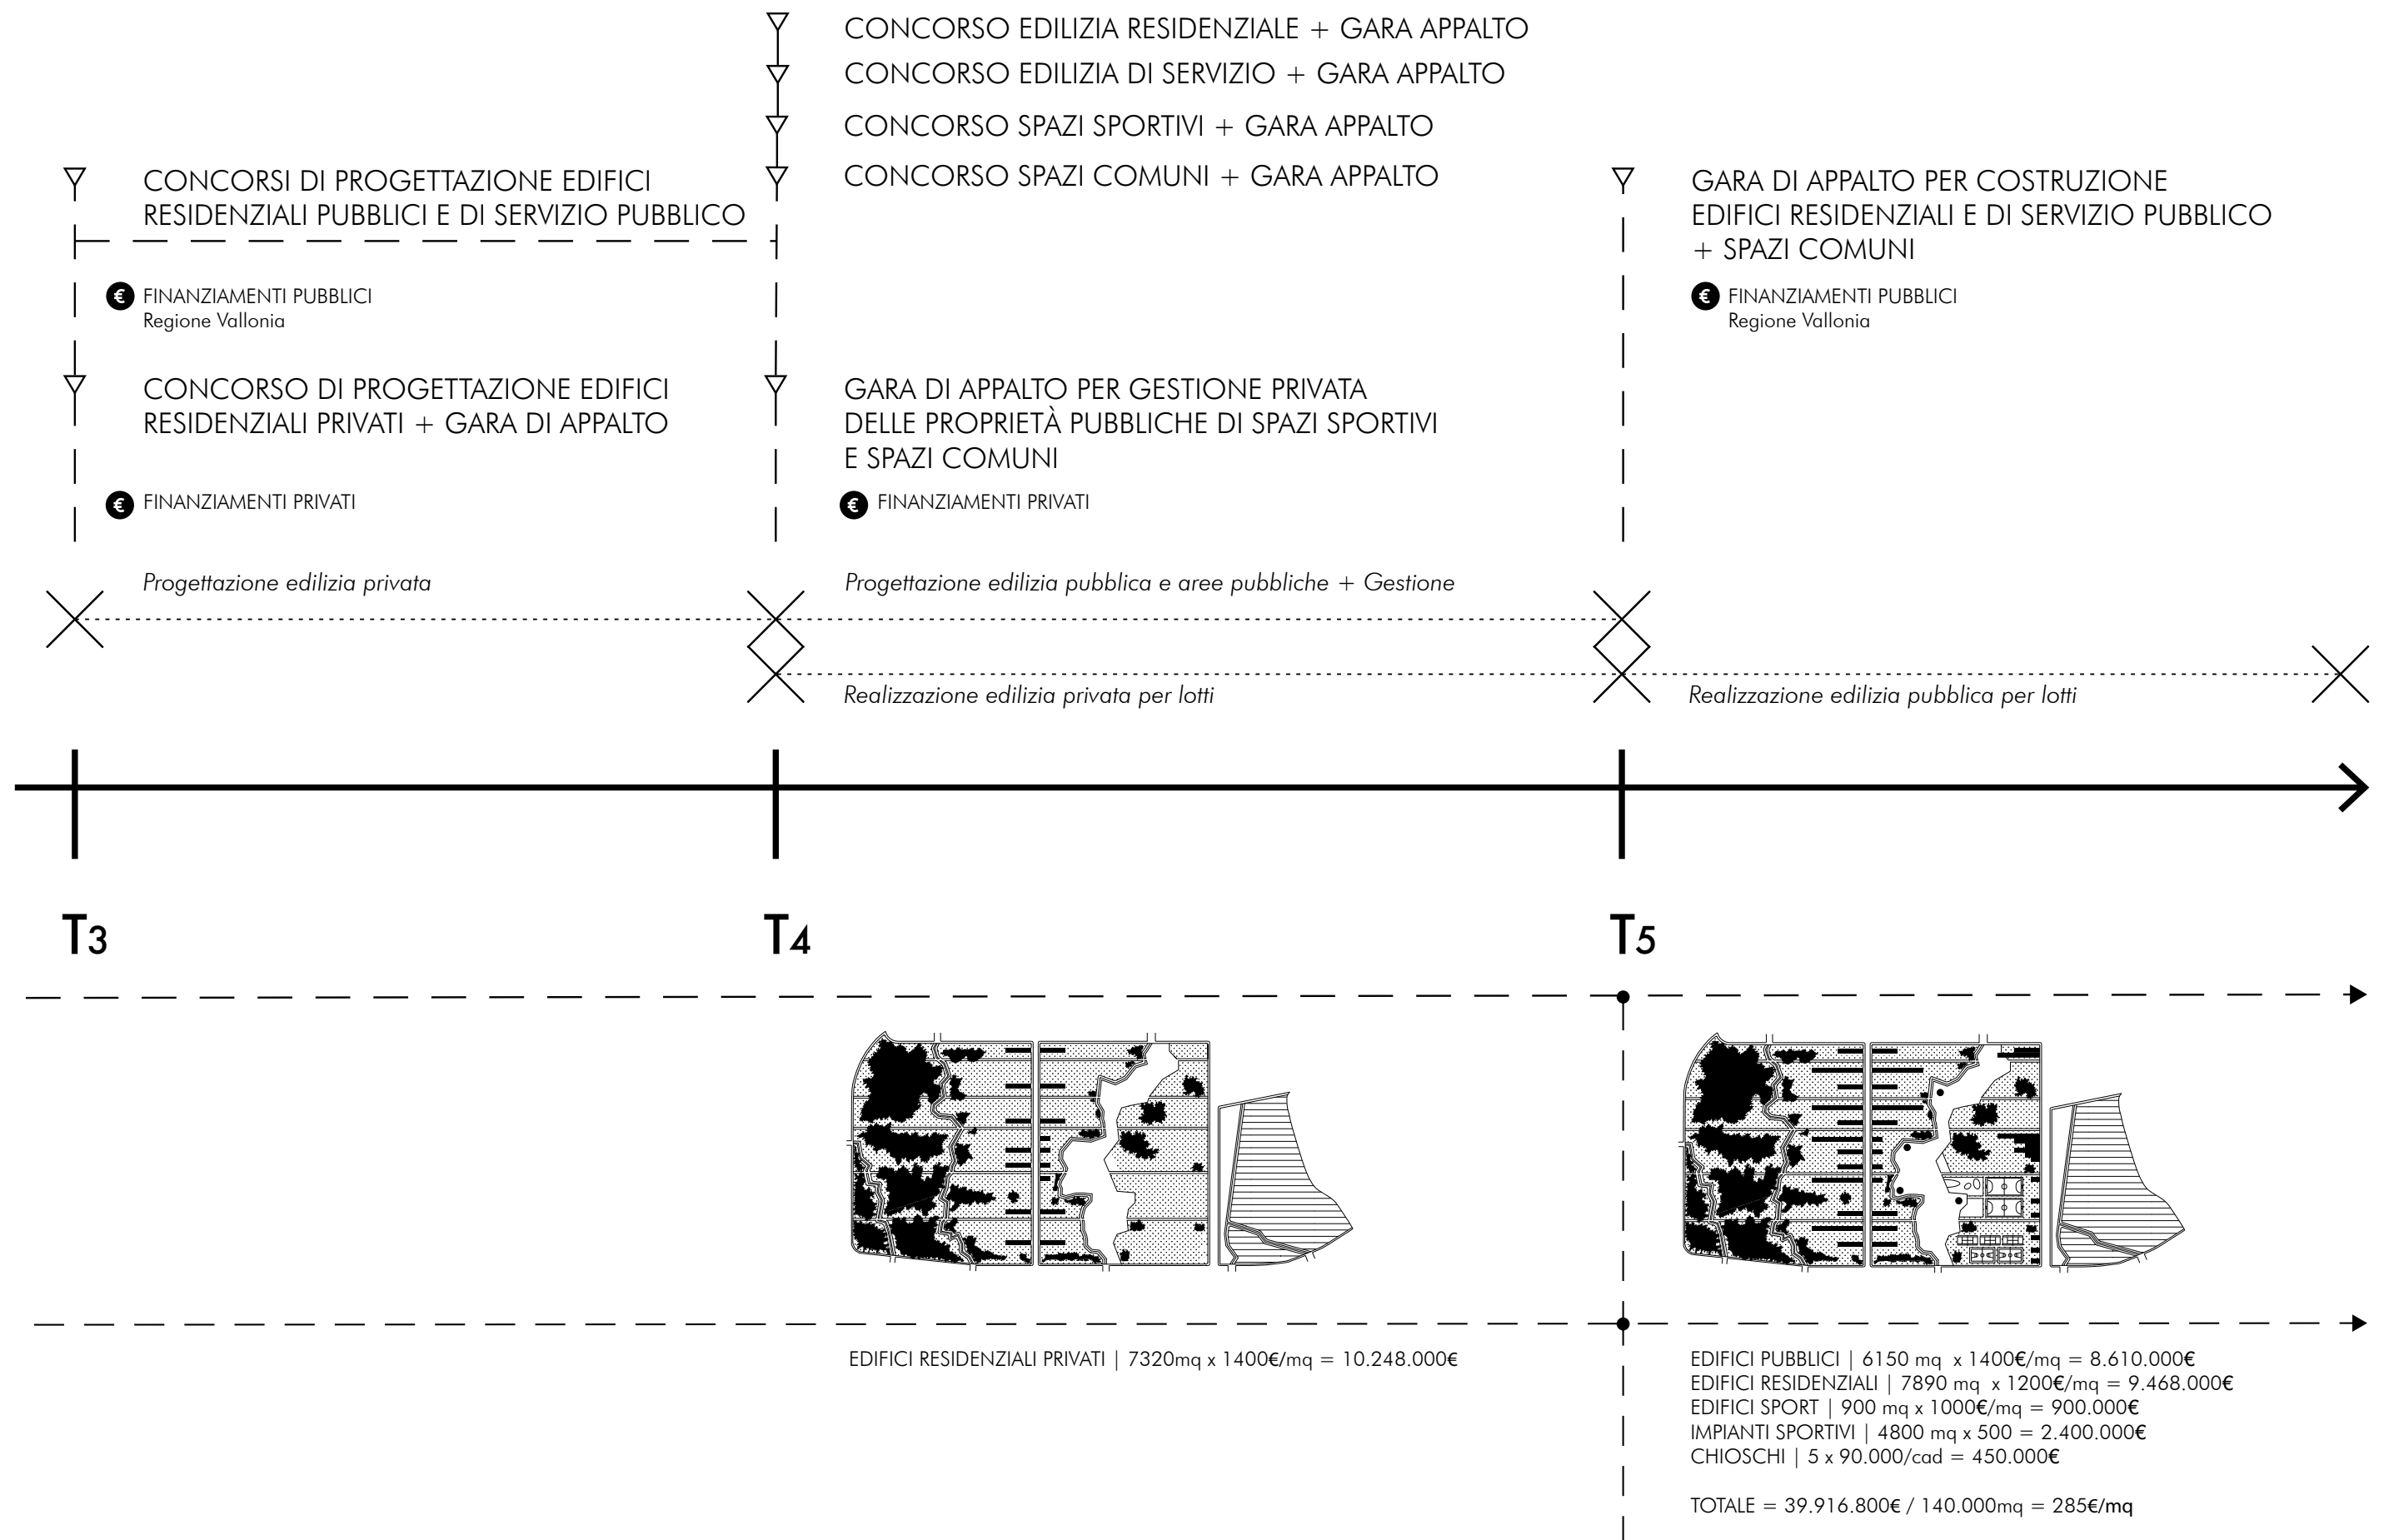 CONCORSO EDILIZIA RESIDENZIALE + GARA APPALTO
CONCORSO EDILIZIA DI SERVIZIO + GARA APPALTO
CONCORSO SPAZI SPORTIVI + GARA APPALTO
CONCORSO SPAZI COMUNI + GARA APPALTO
CONCORSI DI PROGETTAZIONE EDIFICI
RESIDENZIALI PUBBLICI E DI SERVIZIO PUBBLICO
€ FINANZIAMENTI PUBBLICI
Regione Vallonia
CONCORSO DI PROGETTAZIONE EDIFICI
RESIDENZIALI PRIVATI + GARA DI APPALTO
€ FINANZIAMENTI PRIVATI
GARA DI APPALTO PER GESTIONE PRIVATA
DELLE PROPRIETÀ PUBBLICHE DI SPAZI SPORTIVI
E SPAZI COMUNI
€ FINANZIAMENTI PRIVATI
GARA DI APPALTO PER COSTRUZIONE
EDIFICI RESIDENZIALI E DI SERVIZIO PUBBLICO
+ SPAZI COMUNI
€ FINANZIAMENTI PUBBLICI
Regione Vallonia
Progettazione edilizia privata
Progettazione edilizia pubblica e aree pubbliche + Gestione
Realizzazione edilizia privata per lotti
Realizzazione edilizia pubblica per lotti
T3
T4
T5
EDIFICI RESIDENZIALI PRIVATI | 7320mq x 1400€/mq = 10.248.000€
EDIFICI PUBBLICI | 6150 mq x 1400€/mq = 8.610.000€
EDIFICI RESIDENZIALI | 7890 mq x 1200€/mq = 9.468.000€
EDIFICI SPORT | 900 mq x 1000€/mq = 900.000€
IMPIANTI SPORTIVI | 4800 mq x 500 = 2.400.000€
CHIOSCHI | 5 x 90.000/cad = 450.000€
TOTALE = 39.916.800€ / 140.000mq = 285€/mq